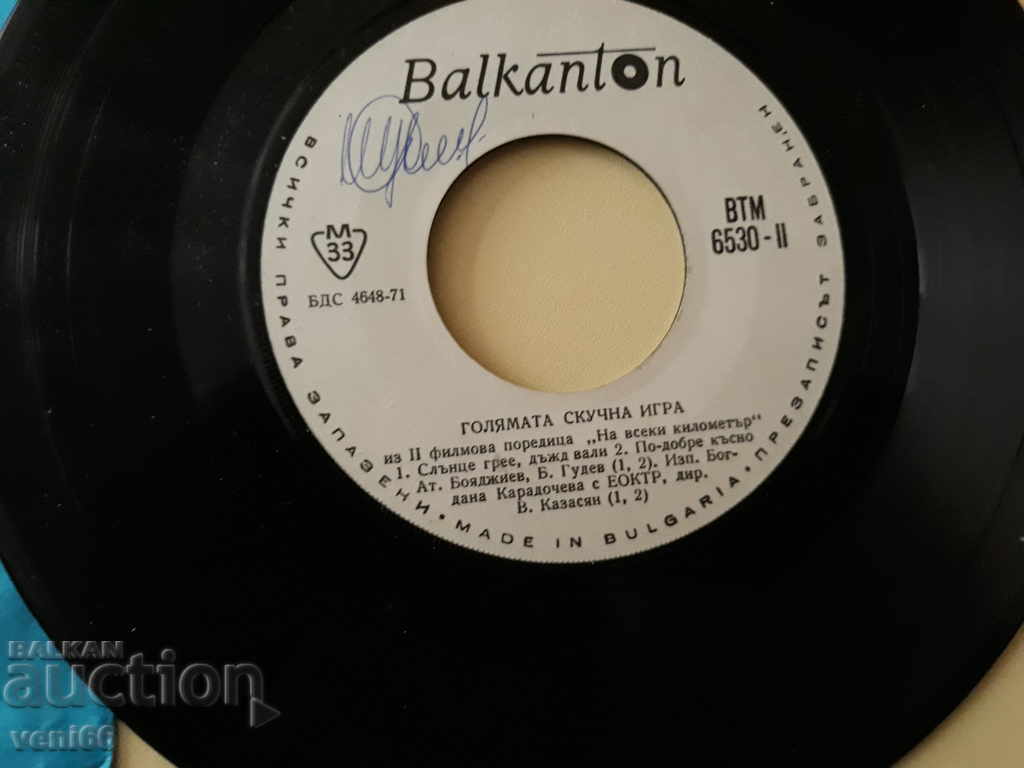 Balkanton
М
33
БДС 4648-71
ВТМ
6530-II
ГОЛЯМАТА СКУЧНА ИГРА
из II филмова поредица „На всеки километър“
1. Слънце грее, дъжд вали 2. По-добре късно
Ат. Бояджиев, Б. Гудев (1, 2). Изп. Бог-
дана Карадочева с ЕОКТР, дир.
В. Казасян (1, 2)
ВСИЧКИ ПРАВА ЗАПАЗЕНИ • MADE IN BULGARIA • ПРЕЗАПИСЪТ ЗАБРАНЕН
BALKAN
auction
veni66